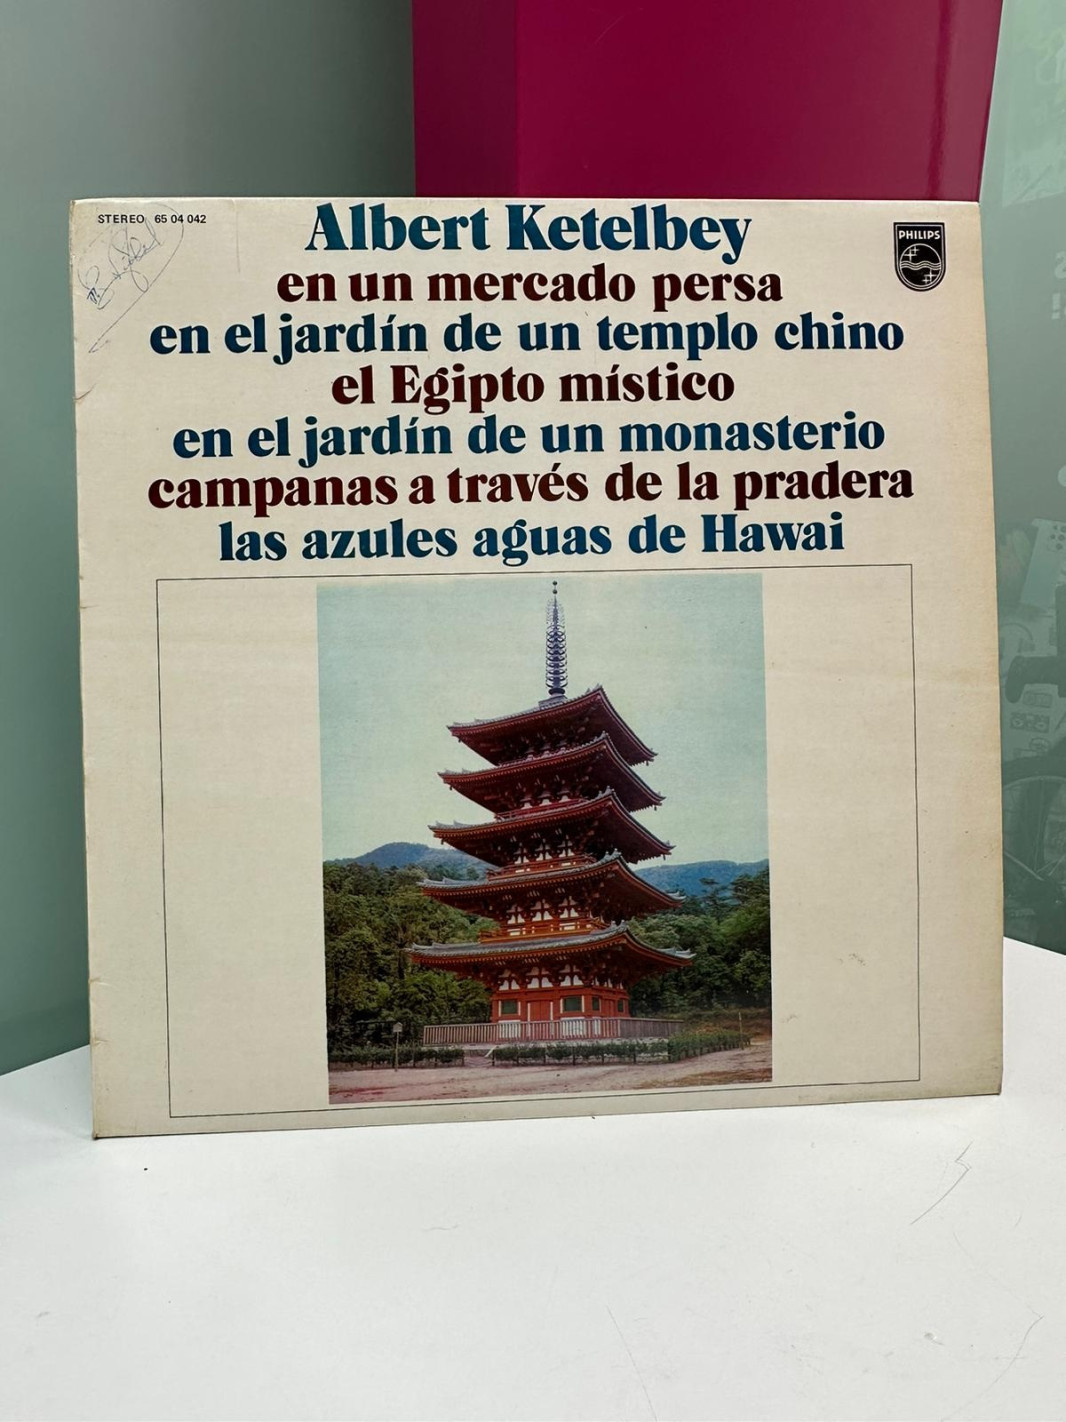 STEREO 65 04 042
PHILIPS
Albert Ketelbey
en un mercado persa
en el jardín de un templo chino
el Egipto místico
en el jardín de un monasterio
campanas a través de la pradera
las azules aguas de Hawai